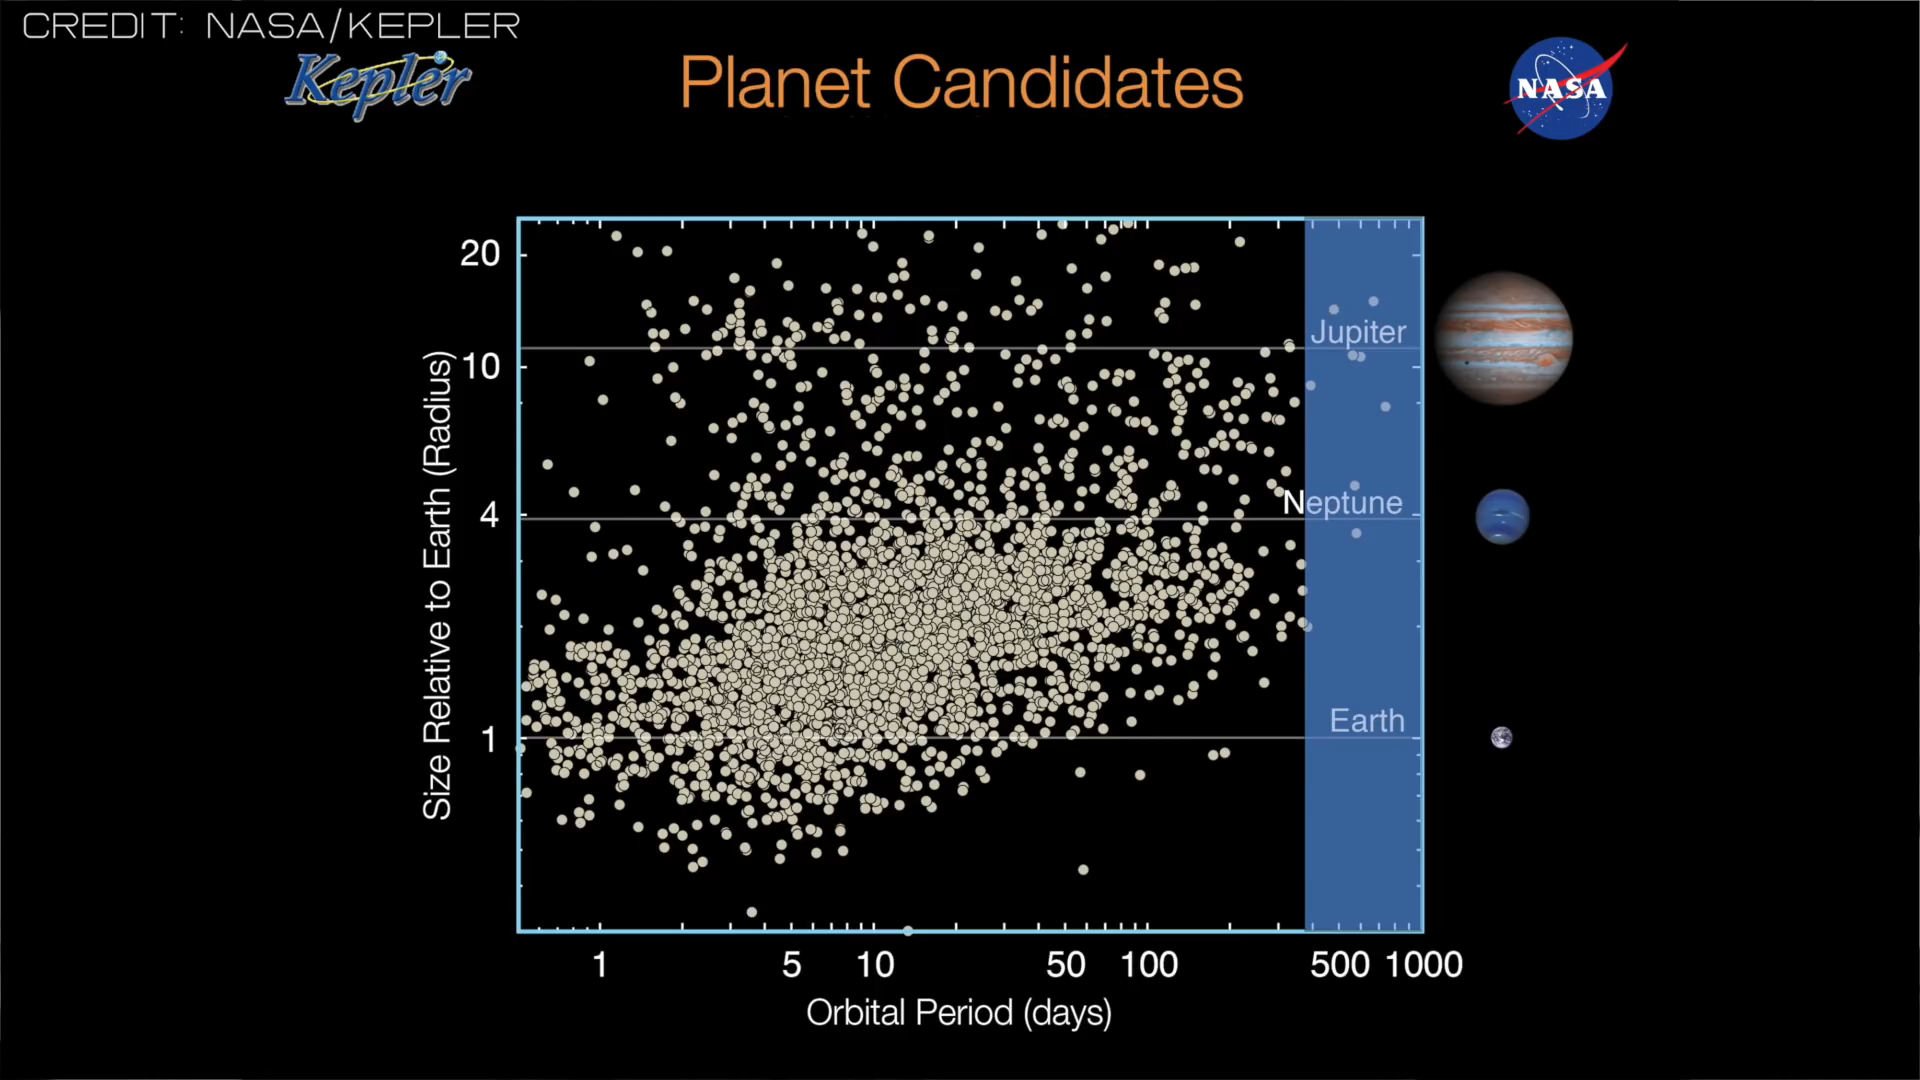 CREDIT: NASA/KEPLER
Kepler
Planet Candidates
NASA
20
10
4
1
Size Relative to Earth (Radius)
Jupiter
Neptune
Earth
1 5 10 50 100 500 1000
Orbital Period (days)